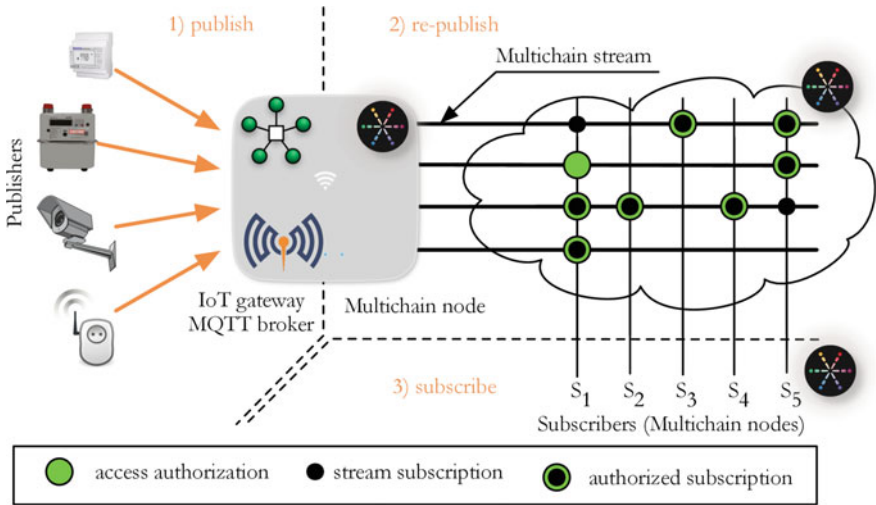 1) publish
2) re-publish
Multichain stream
Publishers
IoT gateway
MQTT broker
Multichain node
3) subscribe
S1 S2 S3 S4 S5
Subscribers (Multichain nodes)
access authorization
stream subscription
authorized subscription